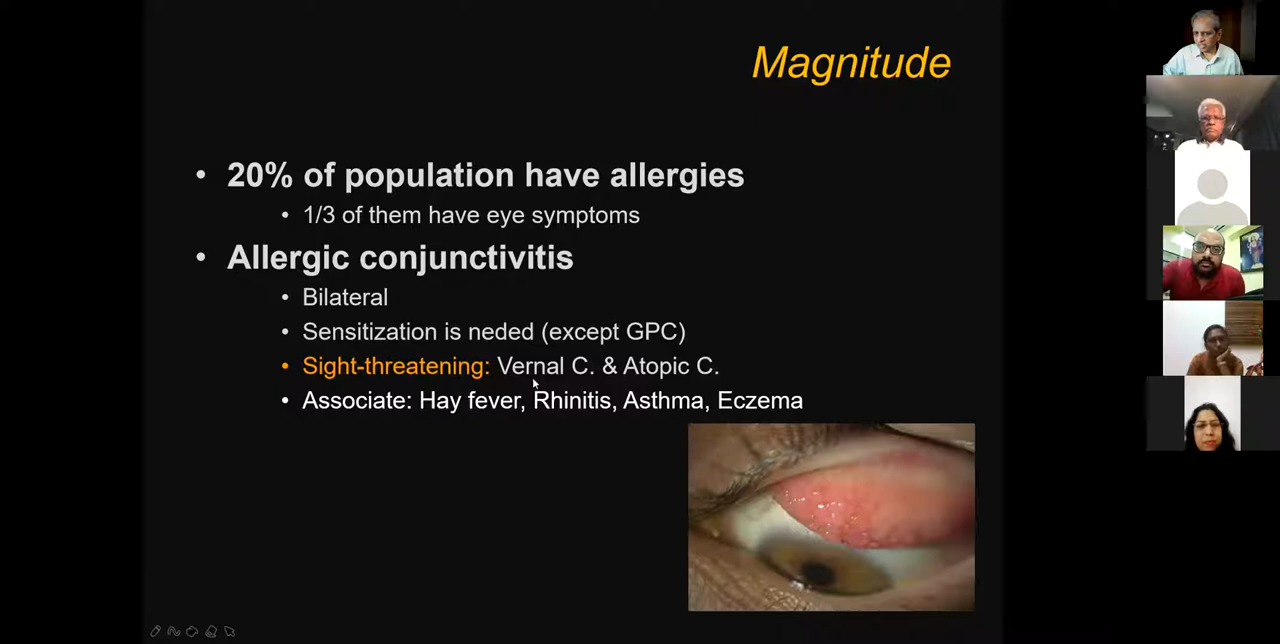 Magnitude
• 20% of population have allergies
• 1/3 of them have eye symptoms
• Allergic conjunctivitis
• Bilateral
• Sensitization is neded (except GPC)
• Sight-threatening: Vernal C. & Atopic C.
• Associate: Hay fever, Rhinitis, Asthma, Eczema